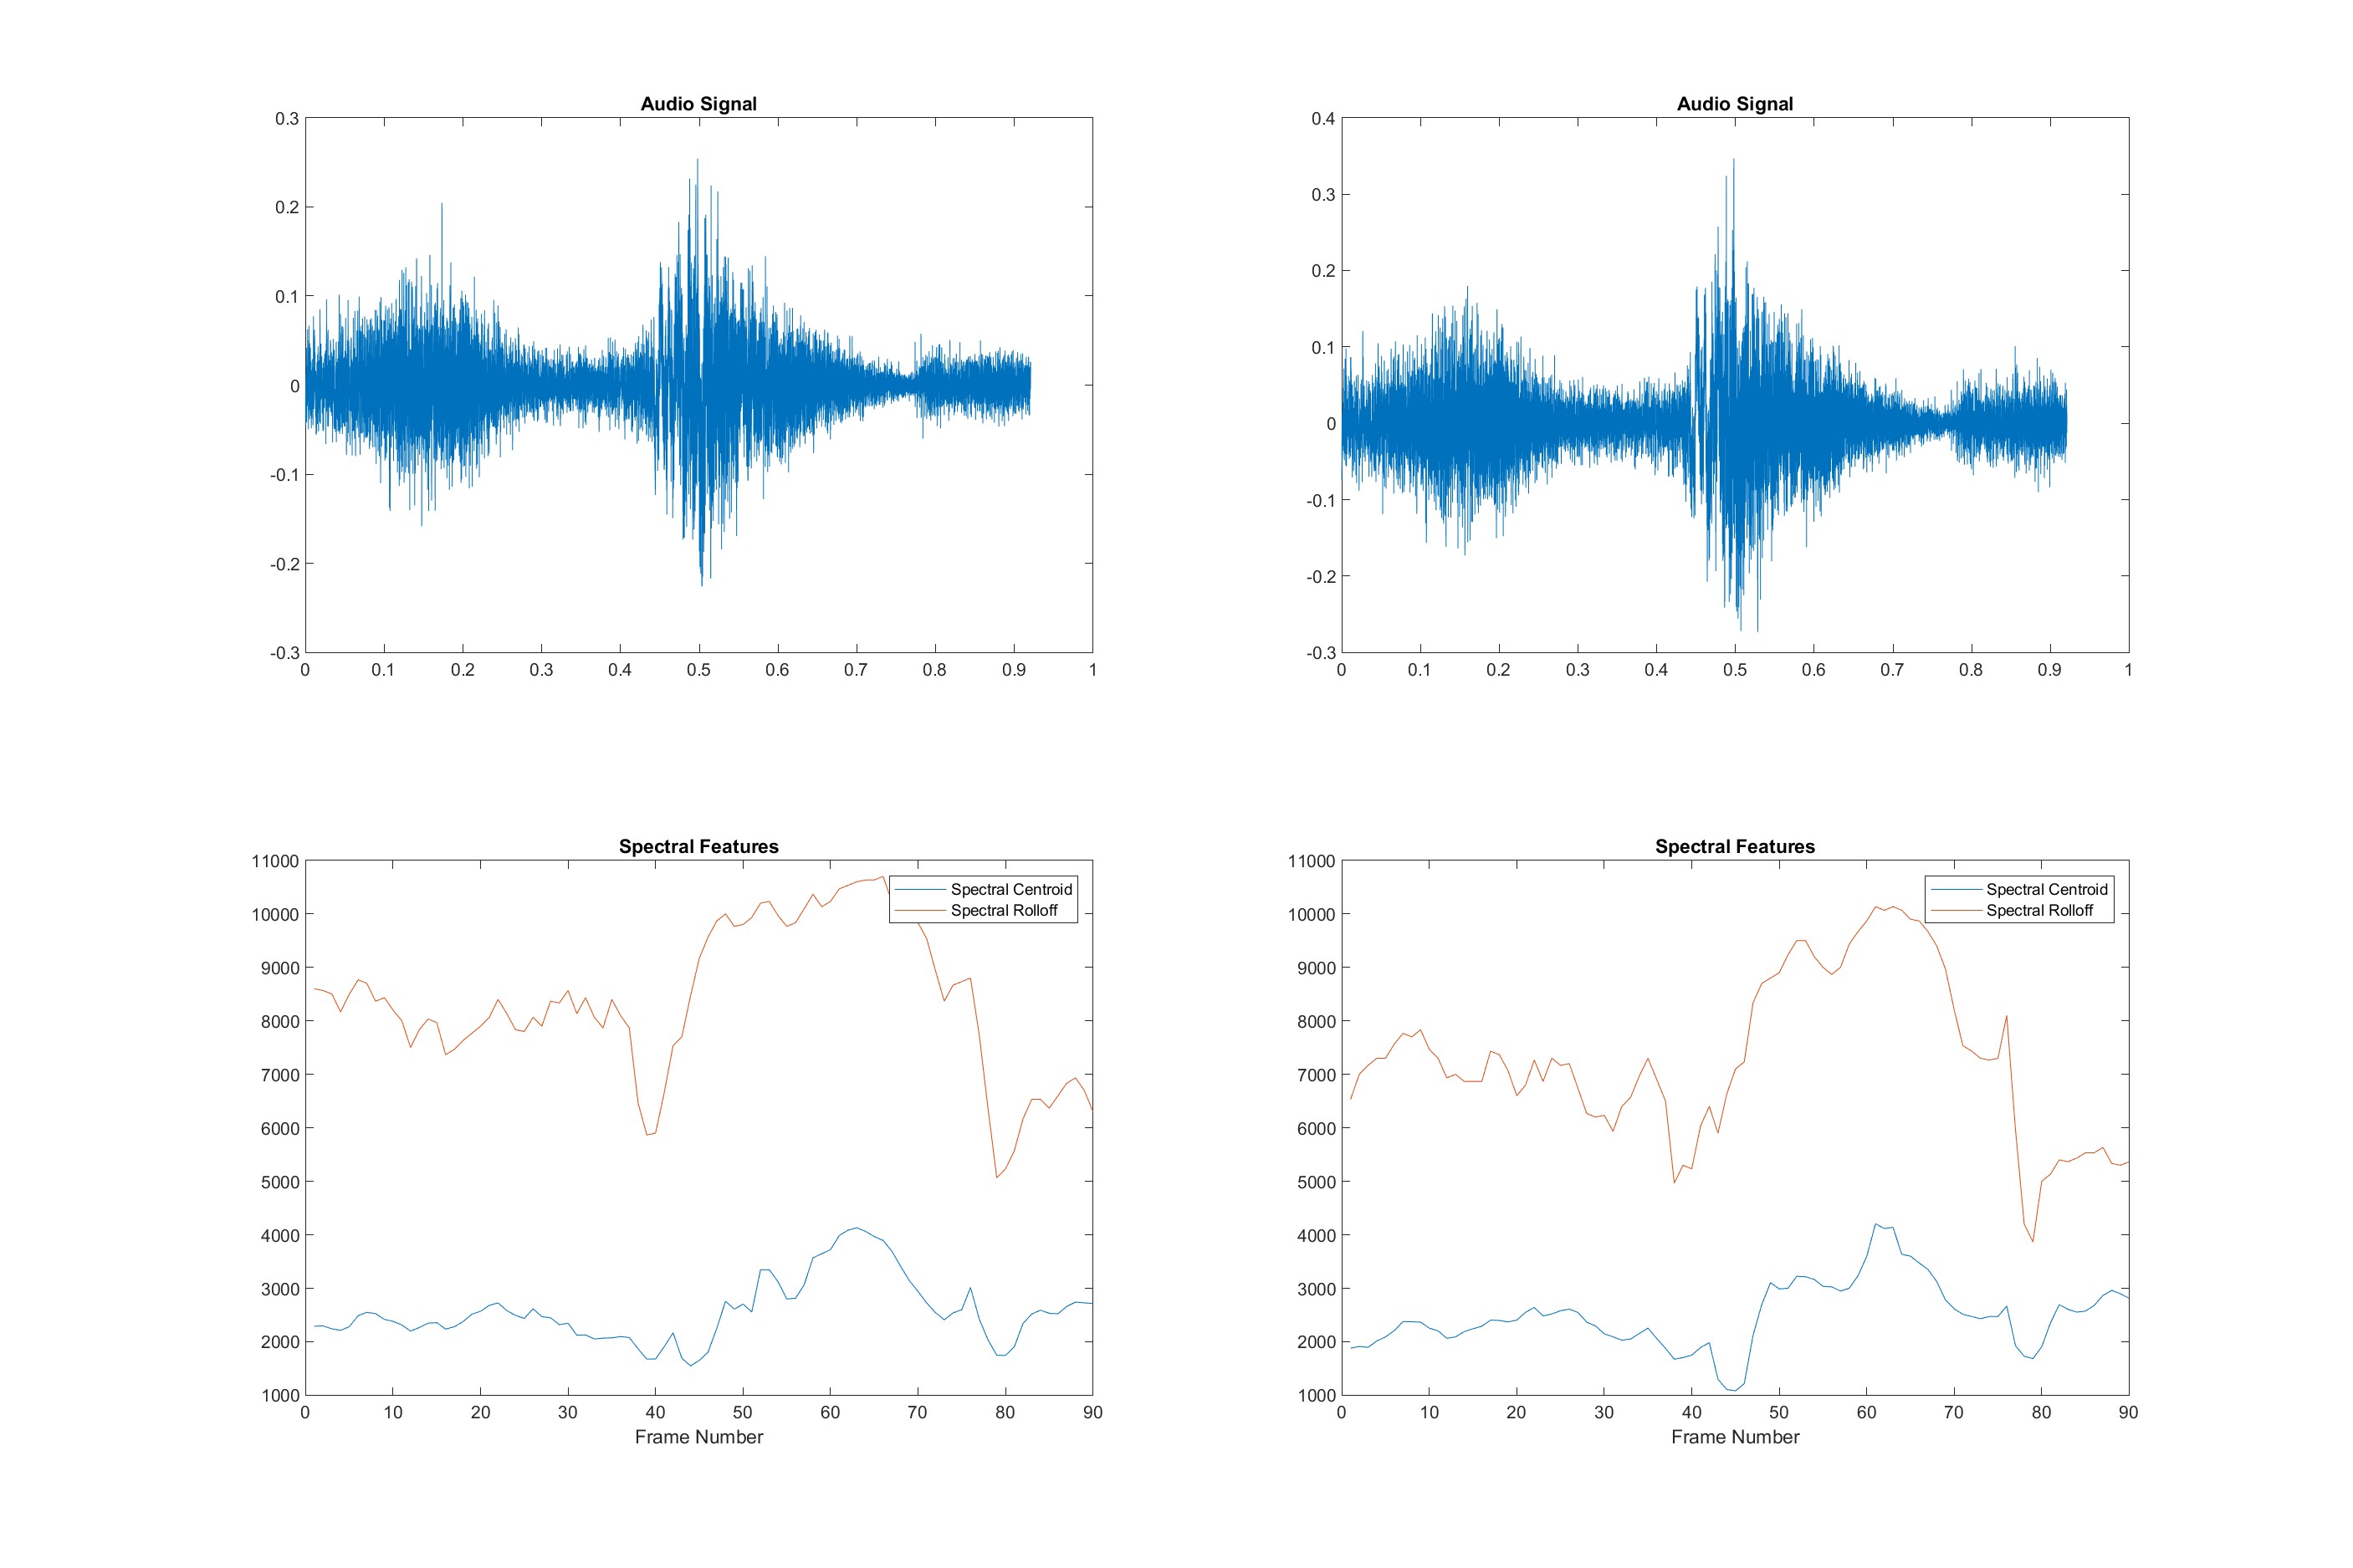 Audio Signal
0.3
0.2
0.1
0
-0.1
-0.2
-0.3
0 0.1 0.2 0.3 0.4 0.5 0.6 0.7 0.8 0.9 1
Audio Signal
0.4
0.3
0.2
0.1
0
-0.1
-0.2
-0.3
0 0.1 0.2 0.3 0.4 0.5 0.6 0.7 0.8 0.9 1
Spectral Features
11000
10000
9000
8000
7000
6000
5000
4000
3000
2000
1000
Spectral Centroid
Spectral Rolloff
0 10 20 30 40 50 60 70 80 90
Frame Number
Spectral Features
11000
10000
9000
8000
7000
6000
5000
4000
3000
2000
1000
Spectral Centroid
Spectral Rolloff
0 10 20 30 40 50 60 70 80 90
Frame Number